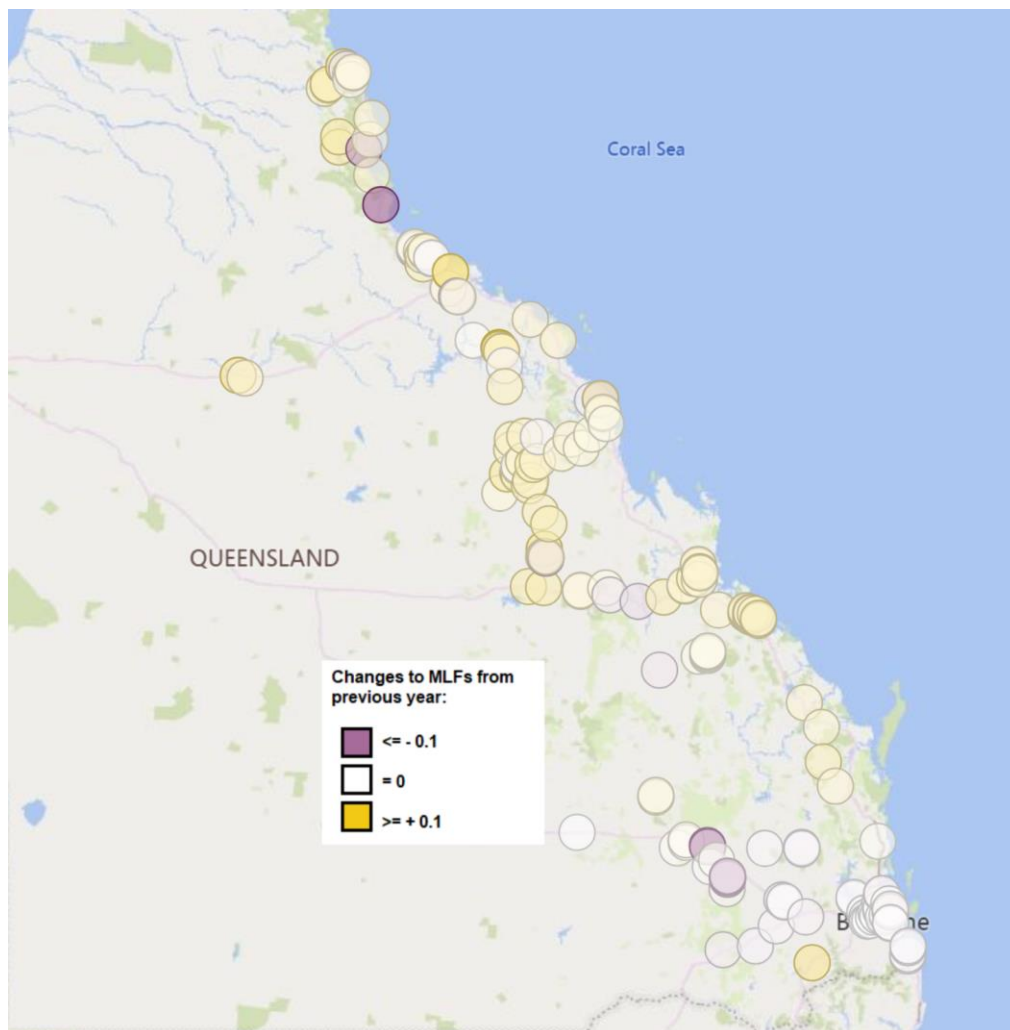 Coral Sea
QUEENSLAND
Changes to MLFs from
previous year:
<= - 0.1
= 0
>= + 0.1